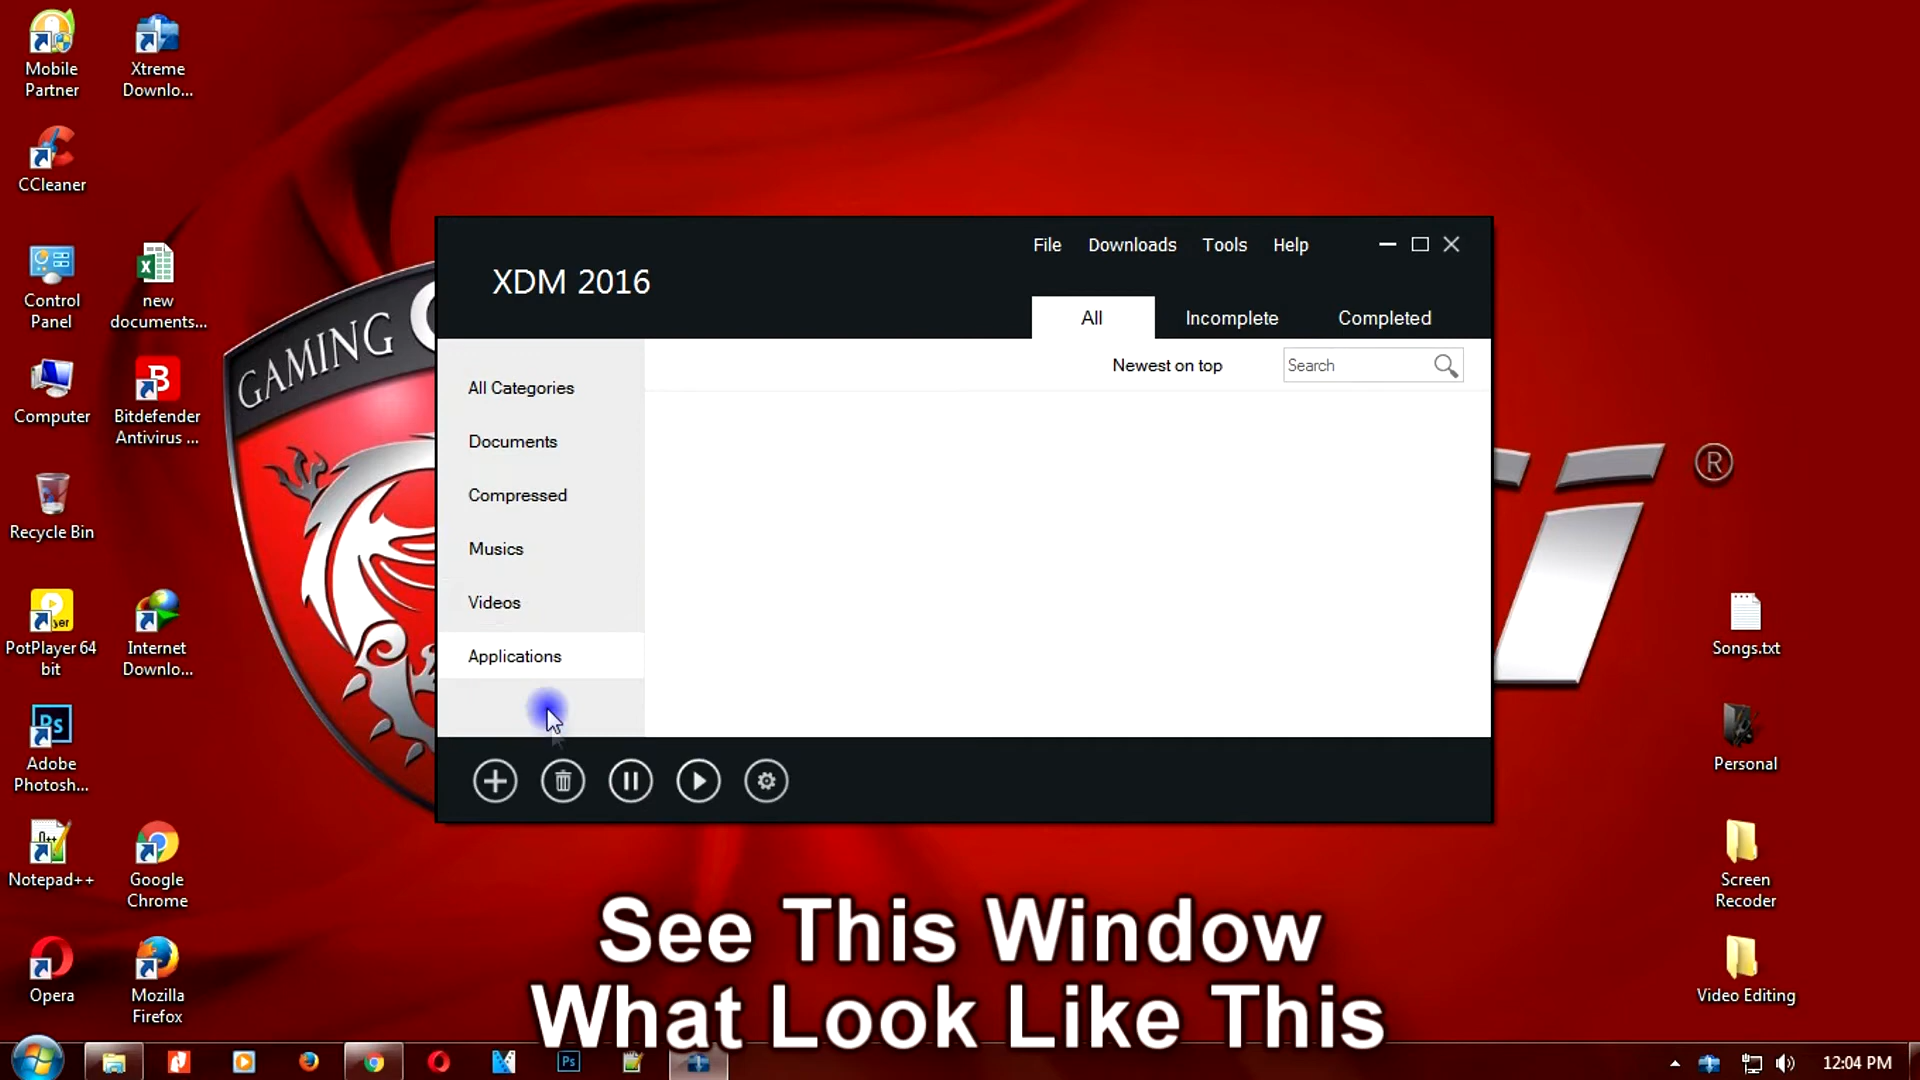 Mobile
Partner
Xtreme
Downlo...
CCleaner
Control
Panel
new
documents...
Computer
Bitdefender
Antivirus ...
Recycle Bin
PotPlayer 64
bit
Internet
Downlo...
Adobe
Photosh...
Notepad++
Google
Chrome
Opera
Mozilla
Firefox
GAMING
XDM 2016
File Downloads Tools Help
All Incomplete Completed
Newest on top
Search
All Categories
Documents
Compressed
Musics
Videos
Applications
®
Songs.txt
Personal
Screen
Recorder
Video Editing
See This Window
What Look Like This
12:04 PM